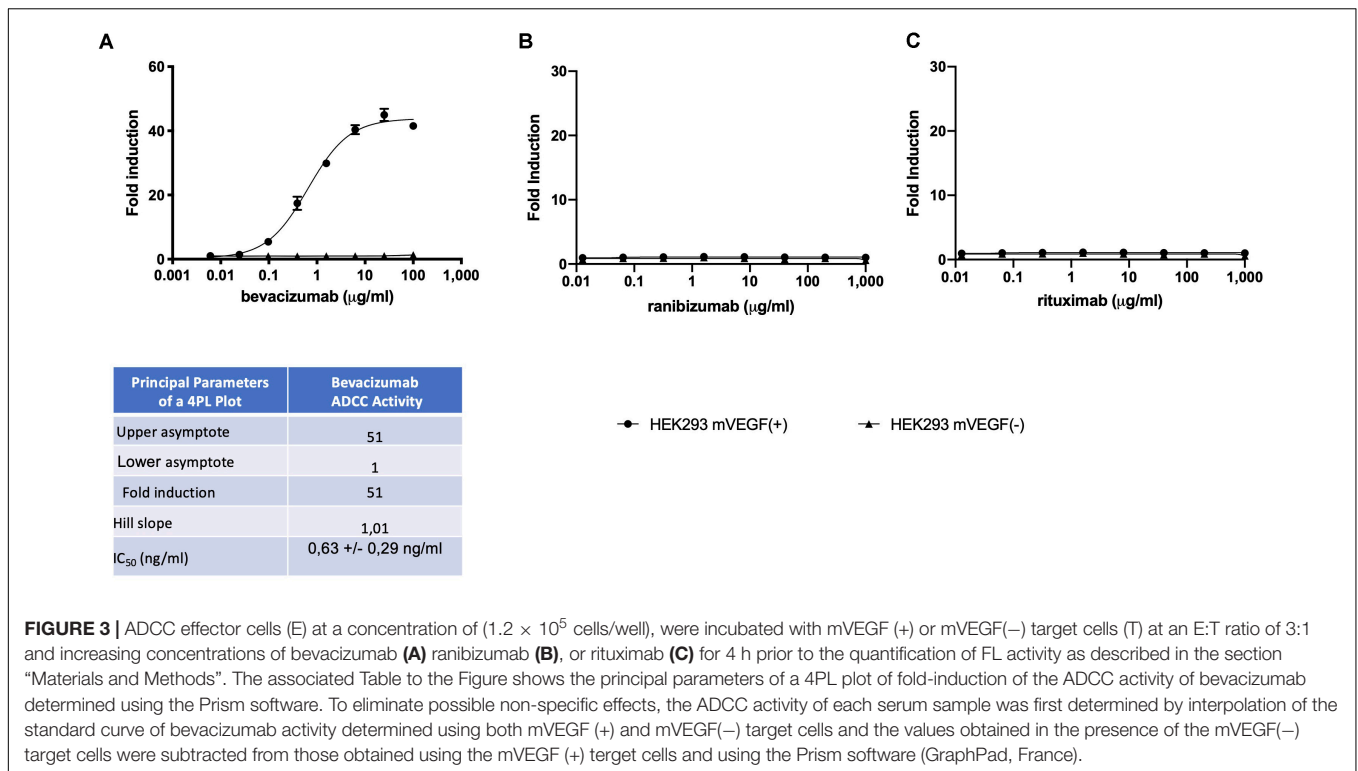 A
B
C
60
40
20
0
Fold induction
0.001 0.01 0.1 1 10 100 1,000
bevacizumab (μg/ml)
30
20
10
0
Fold Induction
0.01 0.1 1 10 100 1,000
ranibizumab (μg/ml)
30
20
10
0
Fold Induction
0.01 0.1 1 10 100 1,000
rituximab (μg/ml)
Principal Parameters of a 4PL Plot
Bevacizumab ADCC Activity
Upper asymptote 51
Lower asymptote 1
Fold induction 51
Hill slope 1,01
IC50 (ng/ml) 0,63 +/- 0,29 ng/ml
HEK293 mVEGF(+) HEK293 mVEGF(-)
FIGURE 3 | ADCC effector cells (E) at a concentration of (1.2 × 10⁵ cells/well), were incubated with mVEGF (+) or mVEGF(−) target cells (T) at an E:T ratio of 3:1
and increasing concentrations of bevacizumab (A) ranibizumab (B), or rituximab (C) for 4 h prior to the quantification of FL activity as described in the section
“Materials and Methods”. The associated Table to the Figure shows the principal parameters of a 4PL plot of fold-induction of the ADCC activity of bevacizumab
determined using the Prism software. To eliminate possible non-specific effects, the ADCC activity of each serum sample was first determined by interpolation of the
standard curve of bevacizumab activity determined using both mVEGF (+) and mVEGF(−) target cells and the values obtained in the presence of the mVEGF(−)
target cells were subtracted from those obtained using the mVEGF (+) terget cells and using the Prism software (GraphPad, France).